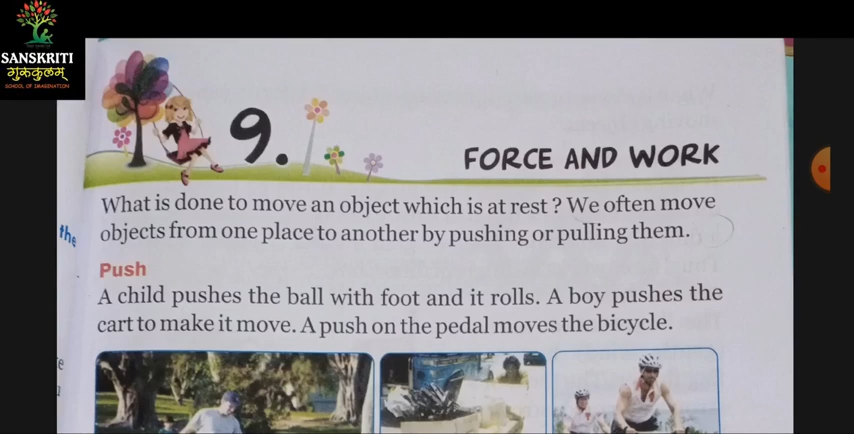 SANSKRITI
गुरुकुलम्
SCHOOL OF IMAGINATION
9.
FORCE AND WORK
What is done to move an object which is at rest ? We often move
objects from one place to another by pushing or pulling them.
the
Push
A child pushes the ball with foot and it rolls. A boy pushes the
cart to make it move. A push on the pedal moves the bicycle.